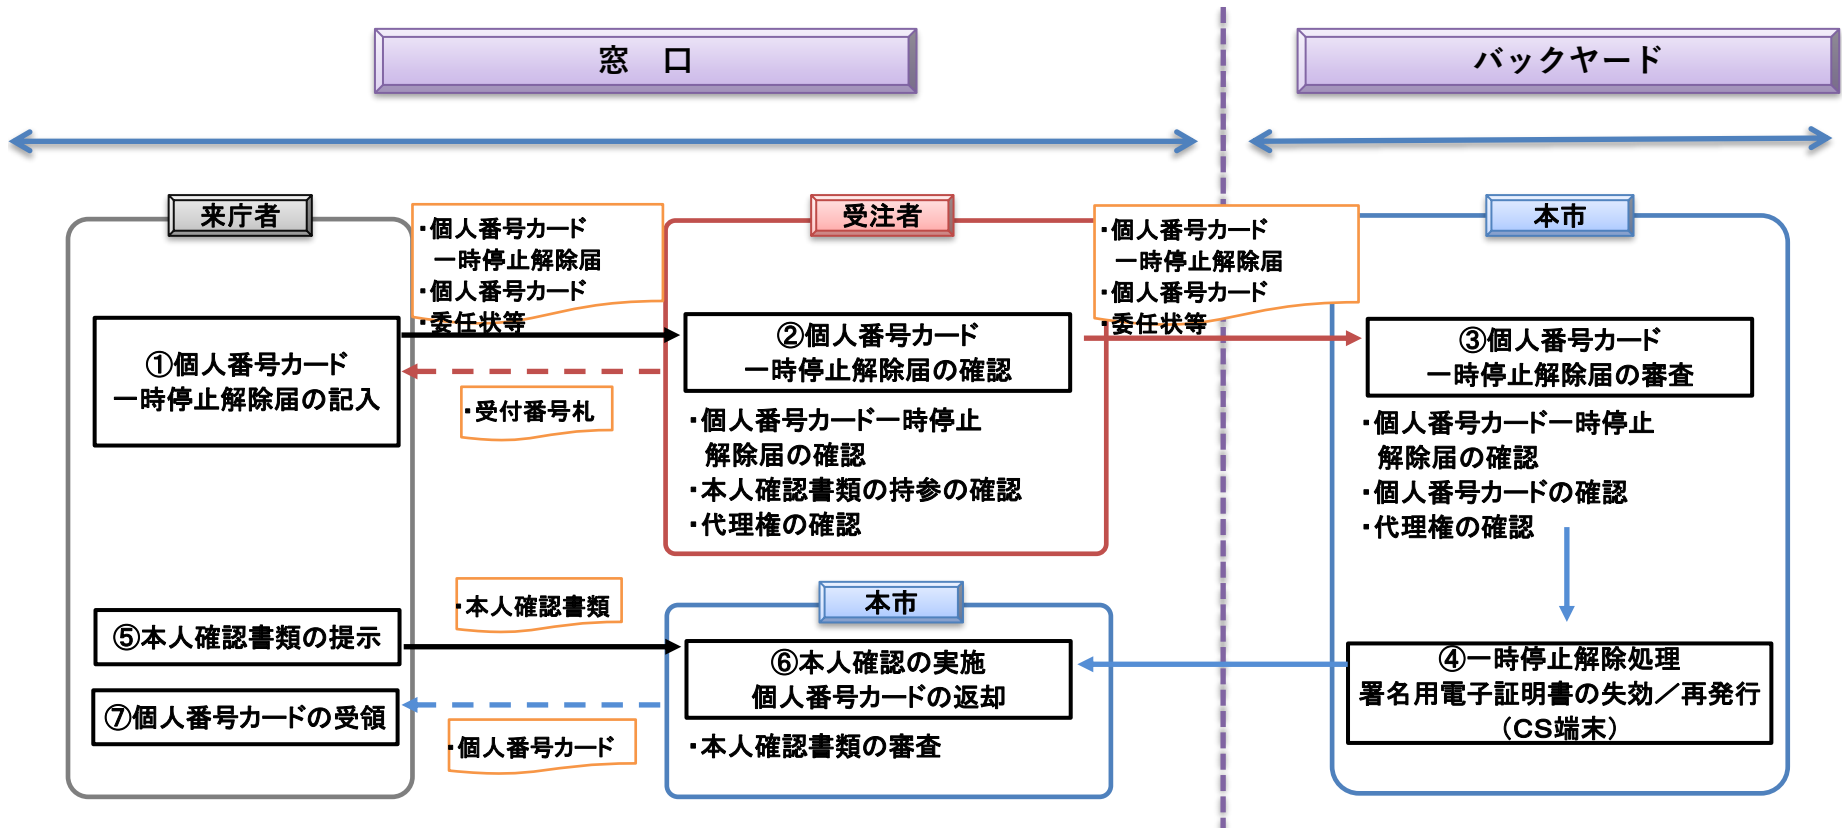 窓　口
バックヤード
来庁者
・個人番号カード
一時停止解除届
・個人番号カード
・委任状等
受注者
・個人番号カード
一時停止解除届
・個人番号カード
・委任状等
本市
①個人番号カード
一時停止解除届の記入
・受付番号札
②個人番号カード
一時停止解除届の確認
・個人番号カード一時停止
解除届の確認
・本人確認書類の持参の確認
・代理権の確認
③個人番号カード
一時停止解除届の審査
・個人番号カード一時停止
解除届の確認
・個人番号カードの確認
・代理権の確認
④一時停止解除処理
署名用電子証明書の失効／再発行
（CS端末）
⑤本人確認書類の提示
・本人確認書類
本市
⑥本人確認の実施
個人番号カードの返却
・本人確認書類の審査
⑦個人番号カードの受領
・個人番号カード